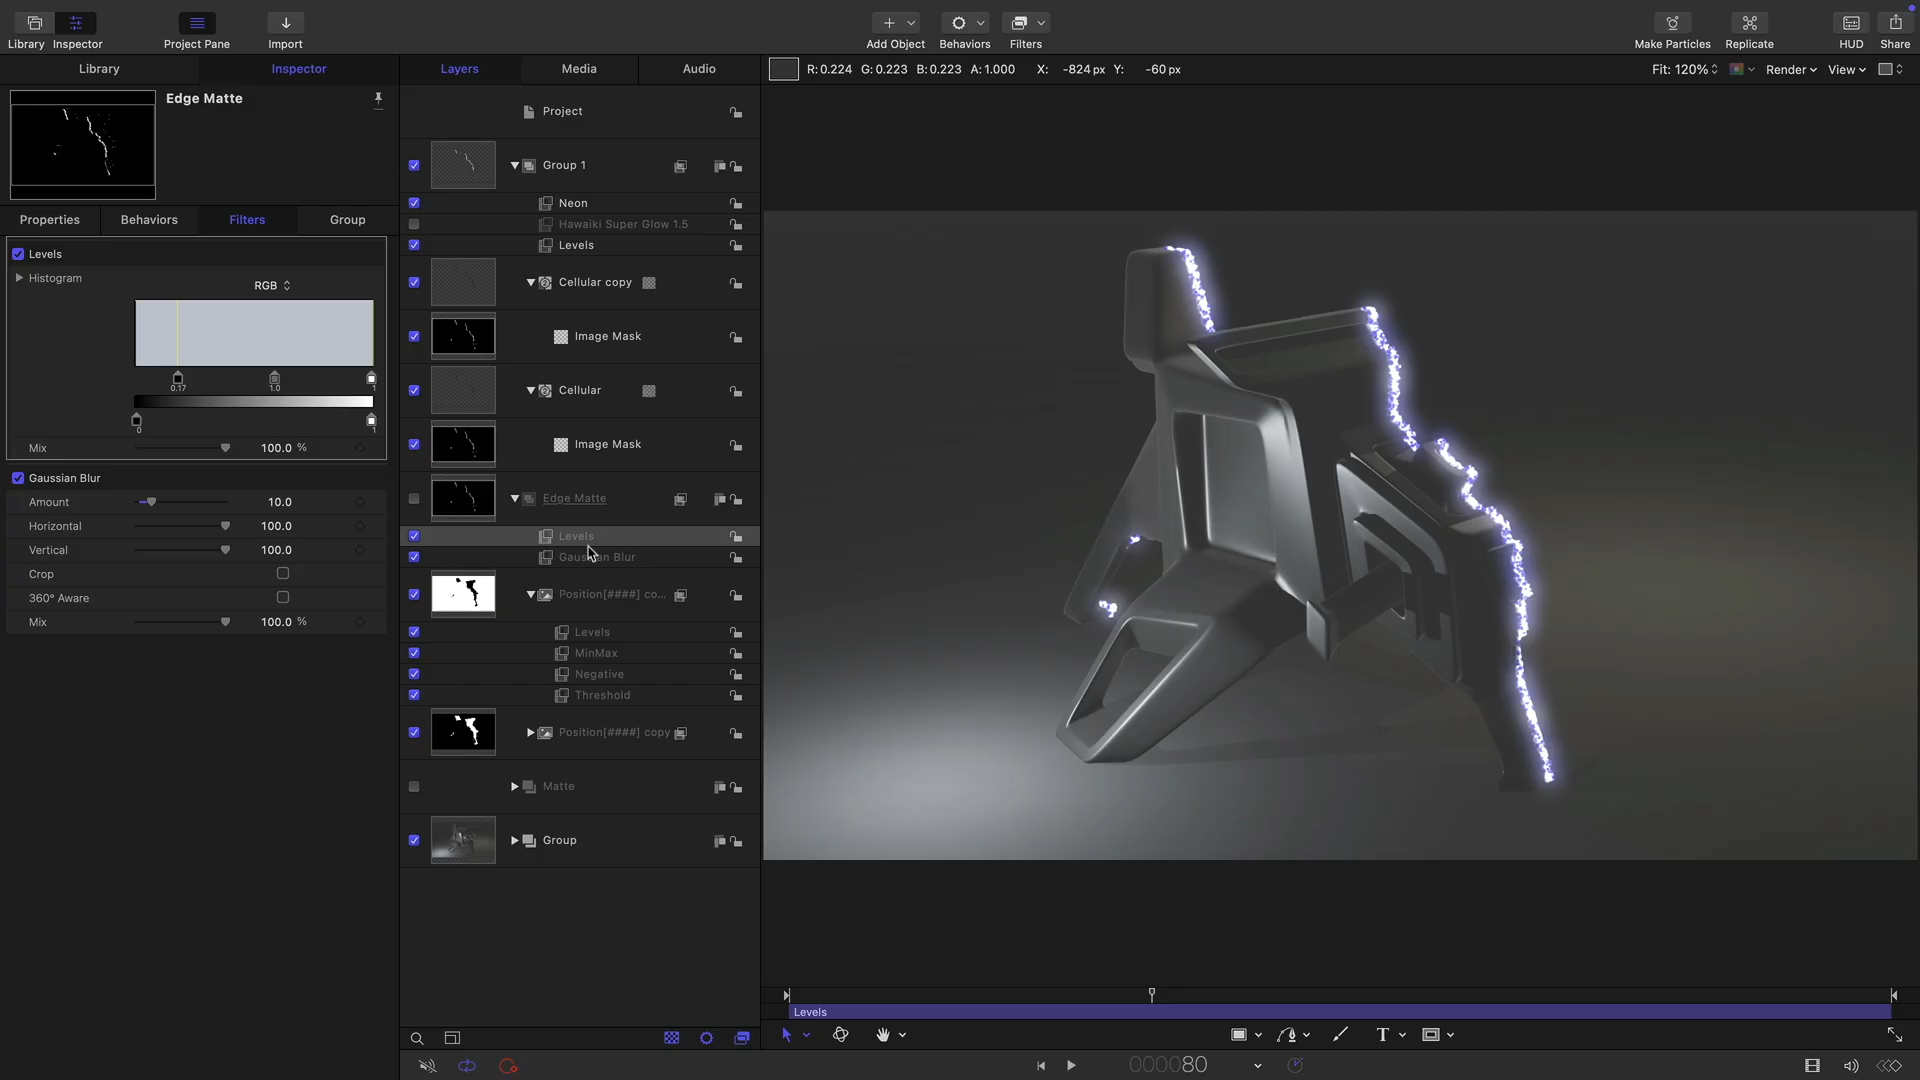 Library Inspector Project Pane Import Add Object Behaviors Filters Make Particles Replicate HUD Share
Library Inspector Layers Media Audio R:0.224 G:0.223 B:0.223 A:1.000 X: -824 px Y: -60 px Fit: 120% Render View
Edge Matte
Project
Group 1
Properties Behaviors Filters Group
Neon
Hawaiki Super Glow 1.5
Levels
Levels
Histogram
RGB
Cellular copy
0.17 1.0 1
0 1
Image Mask
Cellular
Mix 100.0 %
Image Mask
Gaussian Blur
Amount 10.0
Horizontal 100.0
Vertical 100.0
Crop
360° Aware
Mix 100.0 %
Edge Matte
Levels
Gaussian Blur
Position[####] co...
Levels
MinMax
Negative
Threshold
Position[####] copy
Matte
Group
Levels
T
00000080